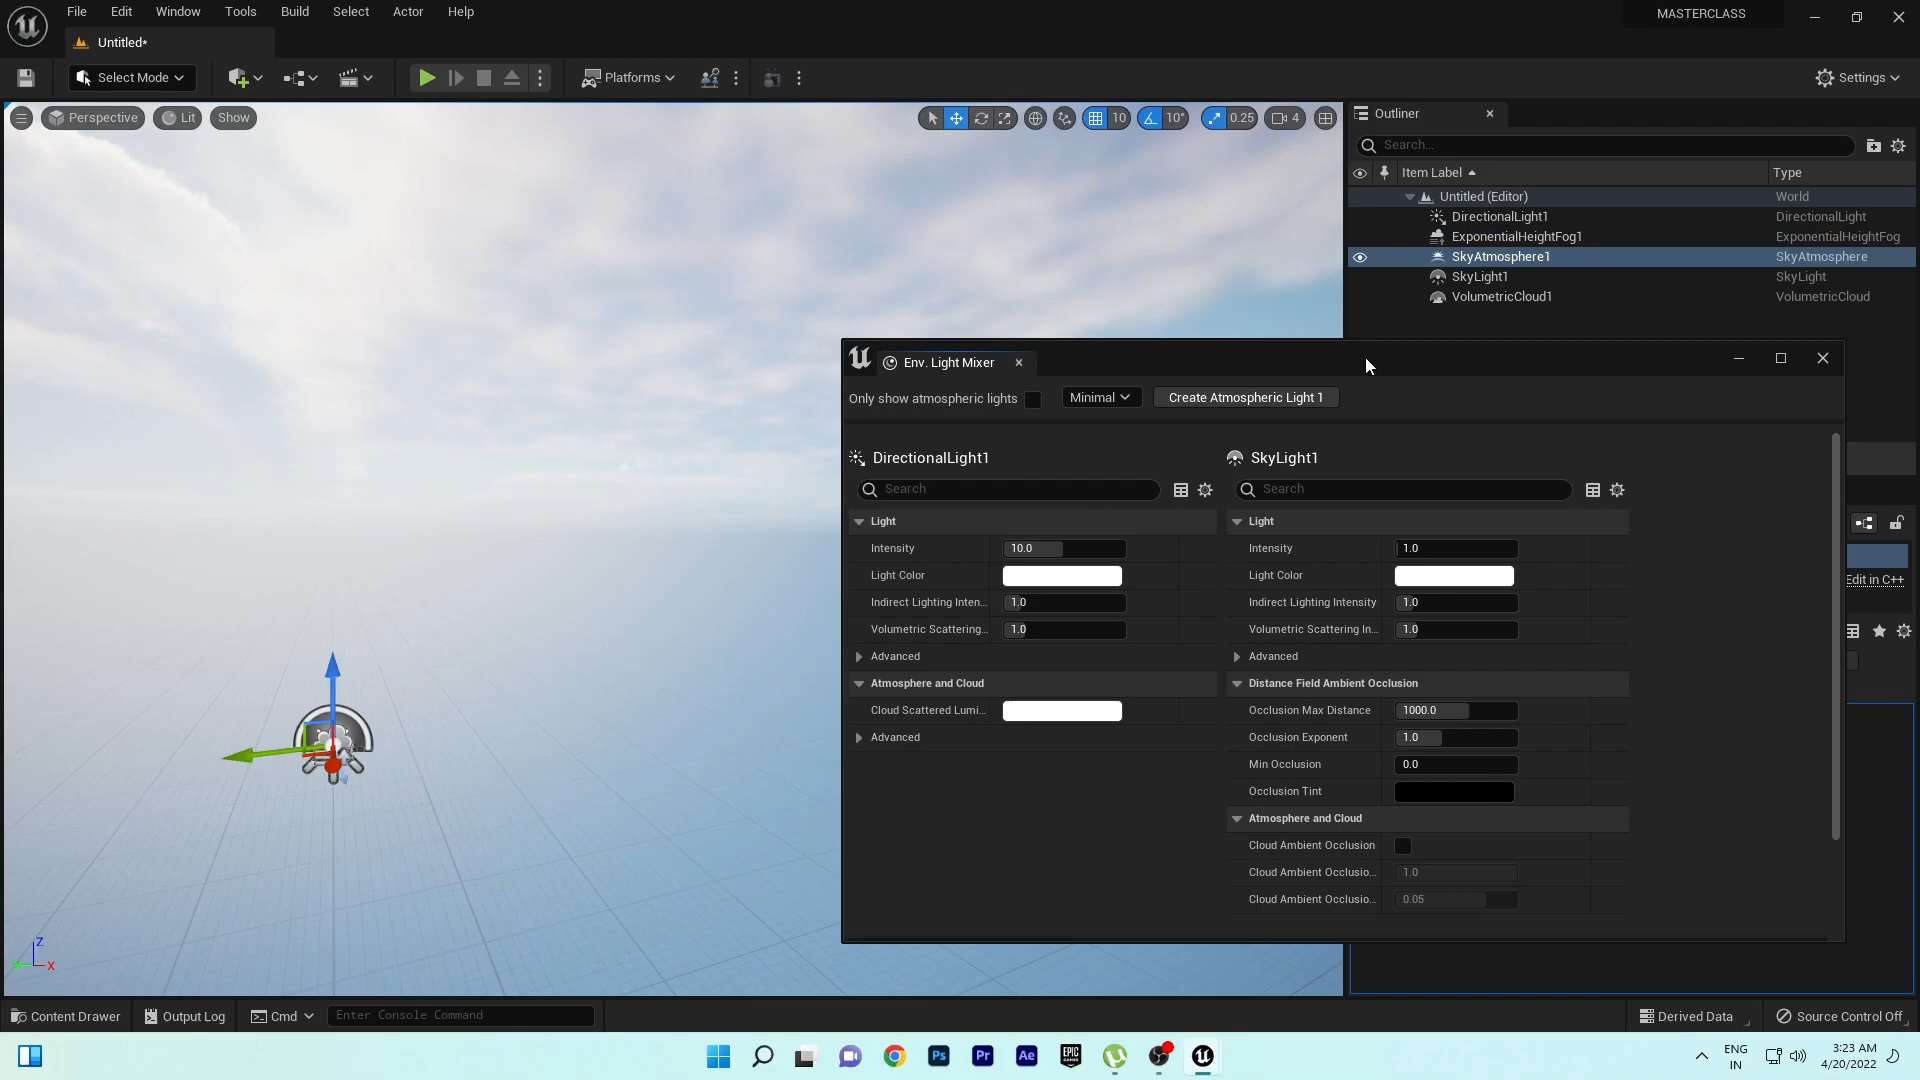 File Edit Window Tools Build Select Actor Help
MASTERCLASS
Untitled*
Select Mode
Platforms
Settings
Perspective Lit Show
10 10° 0.25 4
Outliner
Search...
Item Label Type
Untitled (Editor) World
DirectionalLight1 DirectionalLight
ExponentialHeightFog1 ExponentialHeightFog
SkyAtmosphere1 SkyAtmosphere
SkyLight1 SkyLight
VolumetricCloud1 VolumetricCloud
Env. Light Mixer
Only show atmospheric lights Minimal Create Atmospheric Light 1
DirectionalLight1
Search
Light
Intensity 10.0
Light Color
Indirect Lighting Inten... 1.0
Volumetric Scattering... 1.0
Advanced
Atmosphere and Cloud
Cloud Scattered Lumi...
Advanced
SkyLight1
Search
Light
Intensity 1.0
Light Color
Indirect Lighting Intensity 1.0
Volumetric Scattering In... 1.0
Advanced
Distance Field Ambient Occlusion
Occlusion Max Distance 1000.0
Occlusion Exponent 1.0
Min Occlusion 0.0
Occlusion Tint
Atmosphere and Cloud
Cloud Ambient Occlusion
Cloud Ambient Occlusio... 1.0
Cloud Ambient Occlusio... 0.05
Edit in C++
Z
X
Content Drawer Output Log Cmd Enter Console Command
Derived Data Source Control Off
Ps Pr Ae EPIC GAMES
ENG
IN
3:23 AM
4/20/2022